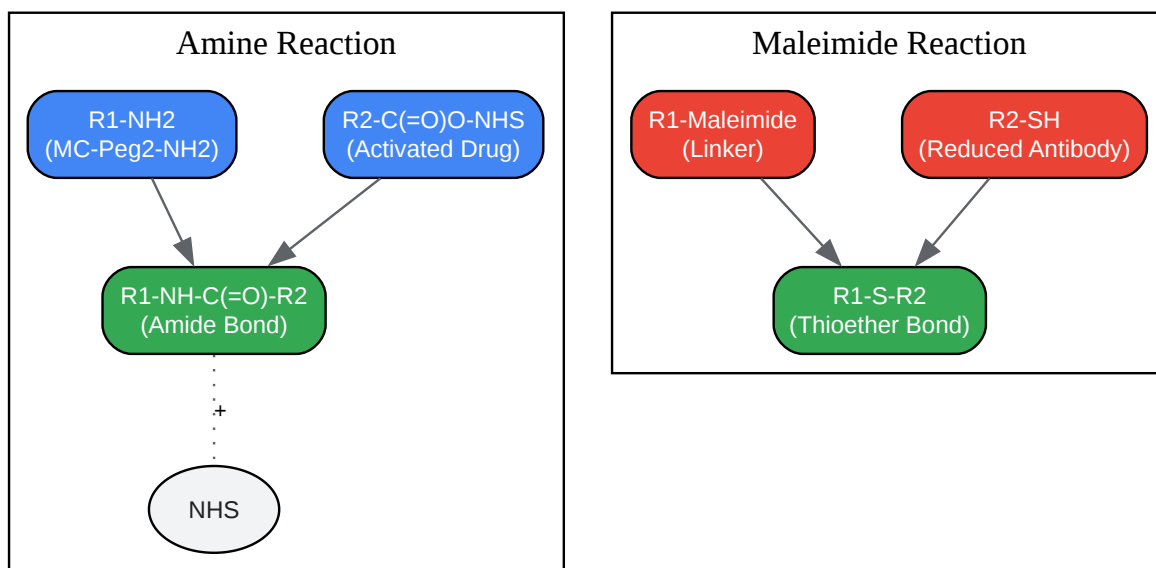 Amine Reaction
R1-NH2
(MC-Peg2-NH2)
R2-C(=O)O-NHS
(Activated Drug)
R1-NH-C(=O)-R2
(Amide Bond)
+
NHS
Maleimide Reaction
R1-Maleimide
(Linker)
R2-SH
(Reduced Antibody)
R1-S-R2
(Thioether Bond)